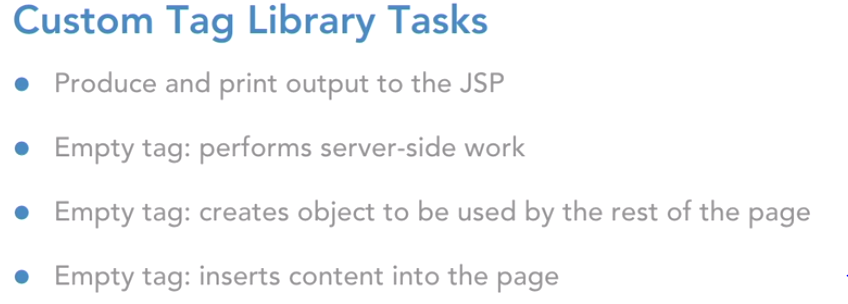 Custom Tag Library Tasks
Produce and print output to the JSP
Empty tag: performs server-side work
Empty tag: creates object to be used by the rest of the page
Empty tag: inserts content into the page